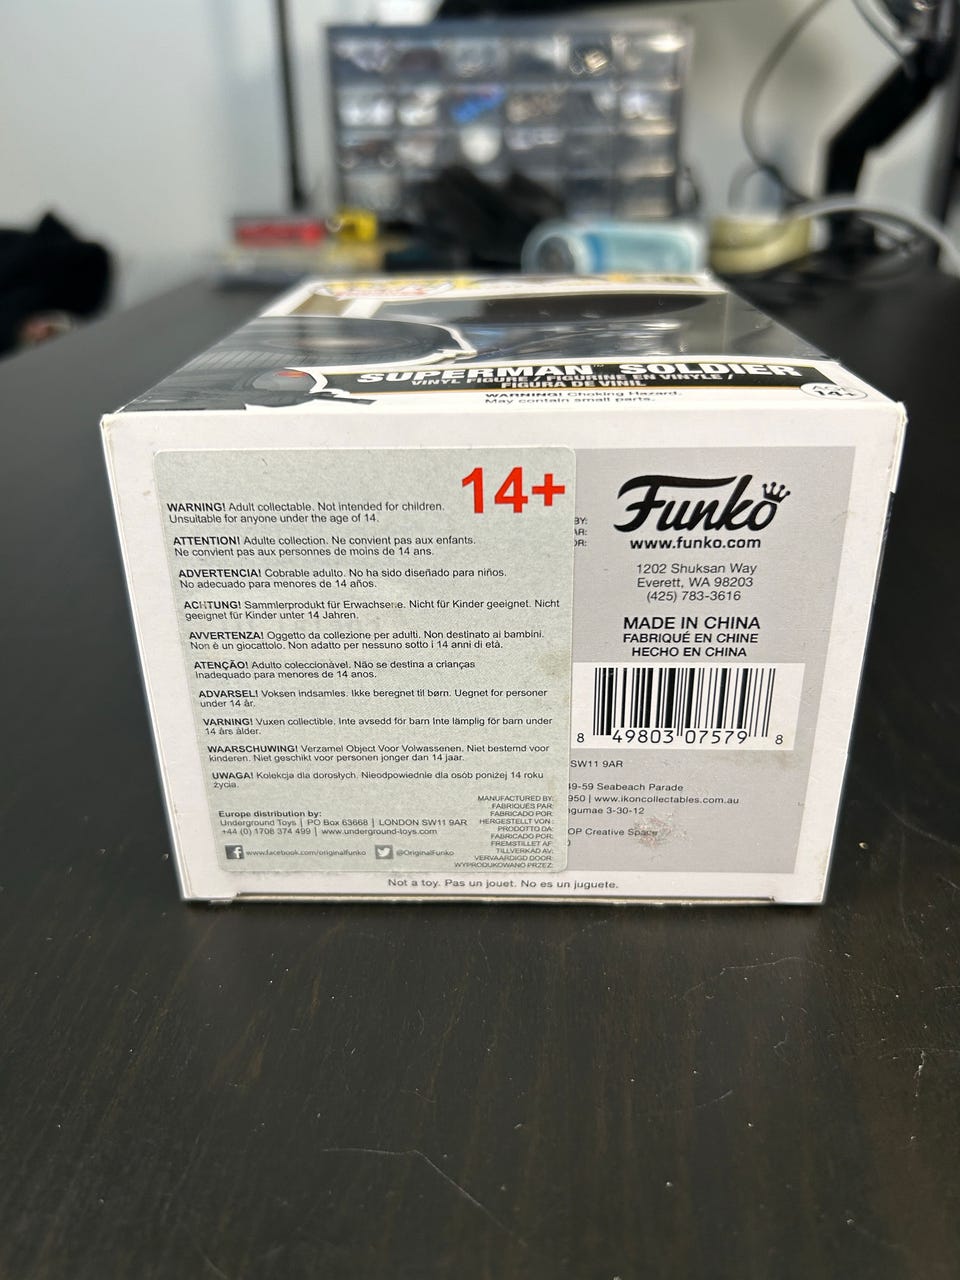 SUPERMAN™ SOLDIER
VINYL FIGURE / FIGURINE EN VINYLE /
FIGURA DE VINIL
WARNING! Choking Hazard.
May contain small parts.
AGE
14+
14+
WARNING! Adult collectable. Not intended for children.
Unsuitable for anyone under the age of 14.
ATTENTION! Adulte collection. Ne convient pas aux enfants.
Ne convient pas aux personnes de moins de 14 ans.
ADVERTENCIA! Cobrable adulto. No ha sido diseñado para niños.
No adecuado para menores de 14 años.
ACHTUNG! Sammlerprodukt für Erwachsene. Nicht für Kinder geeignet. Nicht
geeignet für Kinder unter 14 Jahren.
AVVERTENZA! Oggetto da collezione per adulti. Non destinato ai bambini.
Non è un giocattolo. Non adatto per nessuno sotto i 14 anni di età.
ATENÇÃO! Adulto coleccionável. Não se destina a crianças
Inadequado para menores de 14 anos.
ADVARSEL! Voksen indsamles. Ikke beregnet til børn. Uegnet for personer
under 14 år.
VARNING! Vuxen collectible. Inte avsedd för barn Inte lämplig för barn under
14 års ålder.
WAARSCHUWING! Verzamel Object Voor Volwassenen. Niet bestemd voor
kinderen. Niet geschikt voor personen jonger dan 14 jaar.
UWAGA! Kolekcja dla dorosłych. Nieodpowiednie dla osób poniżej 14 roku
życia.
Europe distribution by:
Underground Toys | PO Box 63668 | LONDON SW11 9AR
+44 (0) 1708 374 499 | www.underground-toys.com
www.facebook.com/originalfunko @OriginalFunko
MANUFACTURED BY:
FABRIQUÉS PAR:
FABRICADO POR:
HERGESTELLT VON:
PRODOTTO DA:
FABRICADO POR:
FREMSTILLET AF:
TILLVERKAD AV:
VERVAARDIGD DOOR:
WYPRODUKOWANO PRZEZ:
BY:
AR:
OR:
Funko
www.funko.com
1202 Shuksan Way
Everett, WA 98203
(425) 783-3616
MADE IN CHINA
FABRIQUÉ EN CHINE
HECHO EN CHINA
8 49803 07579 8
SW11 9AR
49-59 Seabeach Parade
950 | www.ikoncollectables.com.au
agumae 3-30-12
OP Creative Space
Not a toy. Pas un jouet. No es un juguete.